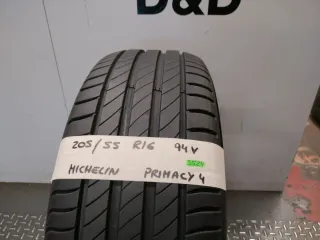 D&D
205/55 R16 94V
MICHELIN PRIMACY 4